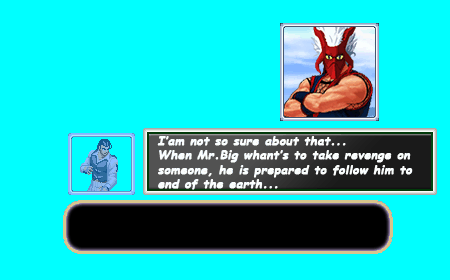 I'am not so sure about that...
When Mr.Big whant's to take revenge on
someone, he is prepared to follow him to
end of the earth...